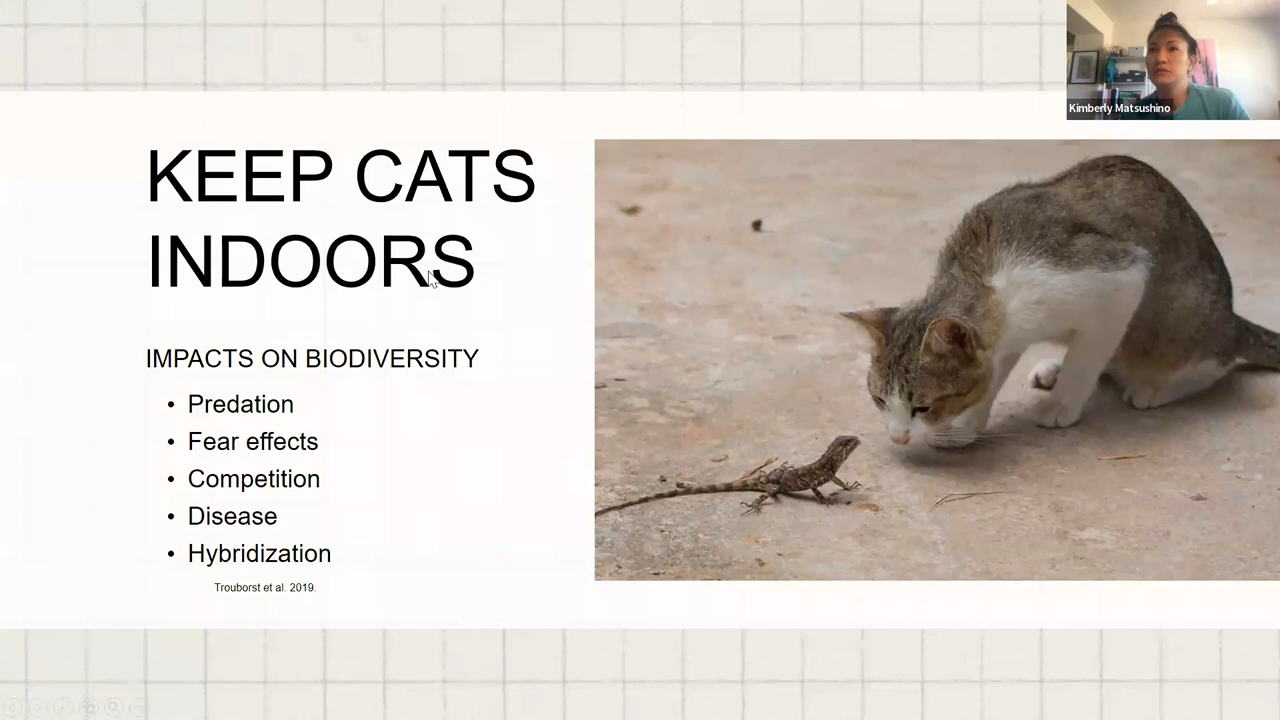 Kimberly Matsushino
KEEP CATS
INDOORS
IMPACTS ON BIODIVERSITY
• Predation
• Fear effects
• Competition
• Disease
• Hybridization
Trouborst et al. 2019.